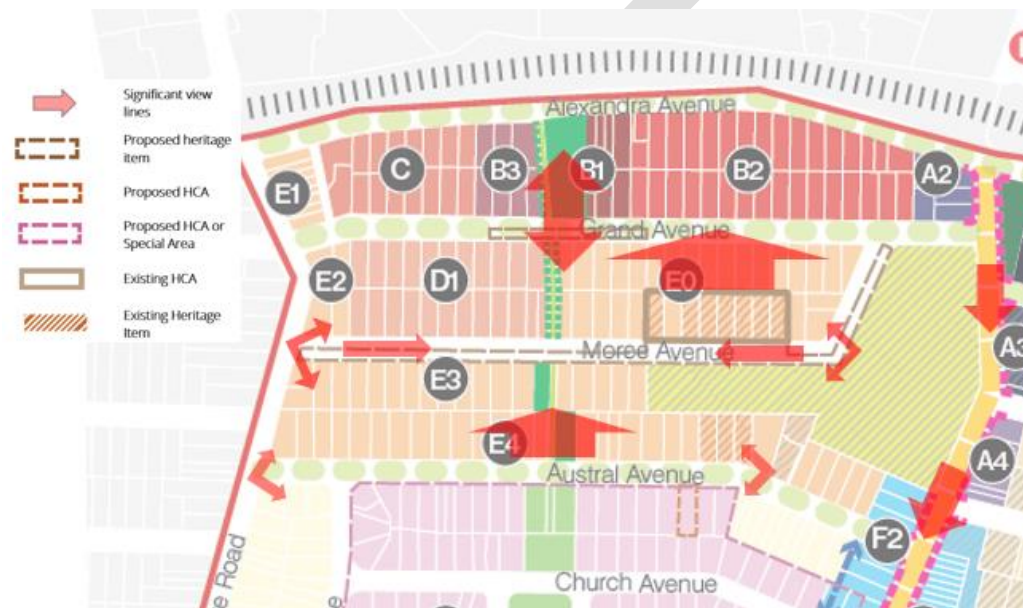 Significant view
lines
Proposed heritage
item
Proposed HCA
Proposed HCA or
Special Area
Existing HCA
Existing Heritage
Item
Alexandra Avenue
E1
C
B3
B1
B2
A2
Grand Avenue
E2
D1
E0
Moree Avenue
A3
E3
E4
A4
Austral Avenue
F2
Road
Church Avenue